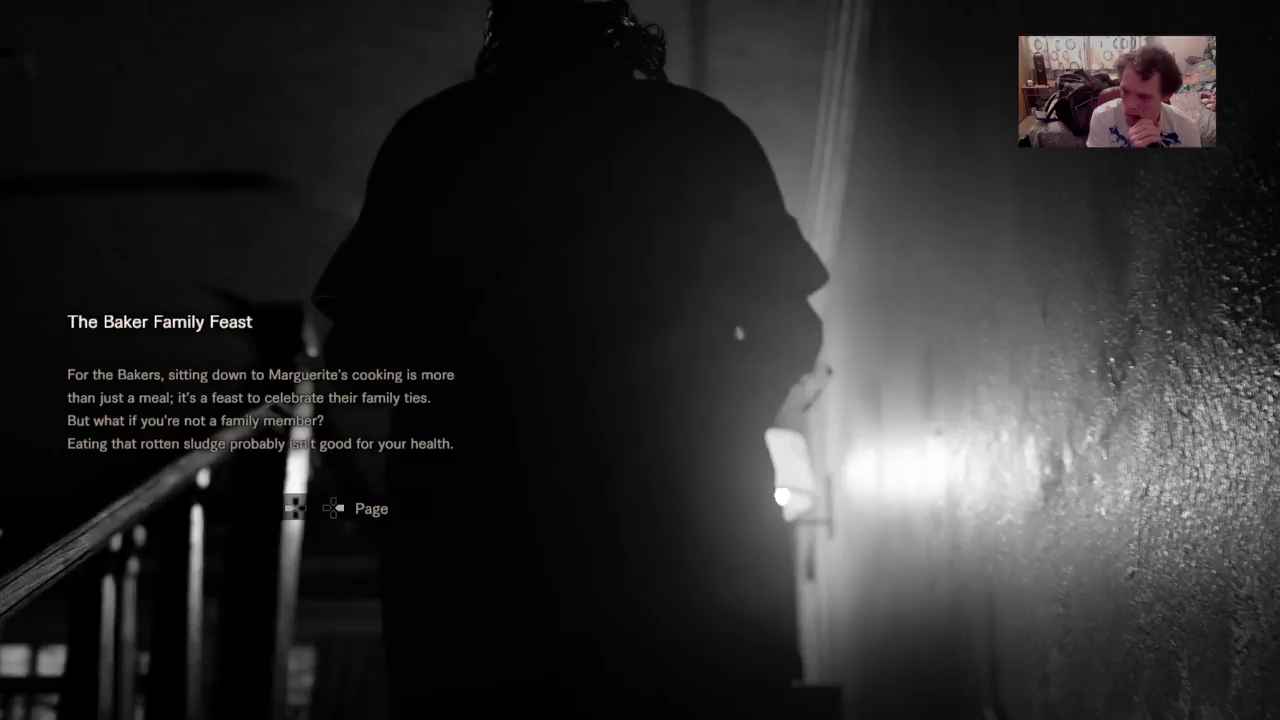 The Baker Family Feast
For the Bakers, sitting down to Marguerite's cooking is more
than just a meal; it's a feast to celebrate their family ties.
But what if you're not a family member?
Eating that rotten sludge probably isn't good for your health.
Page